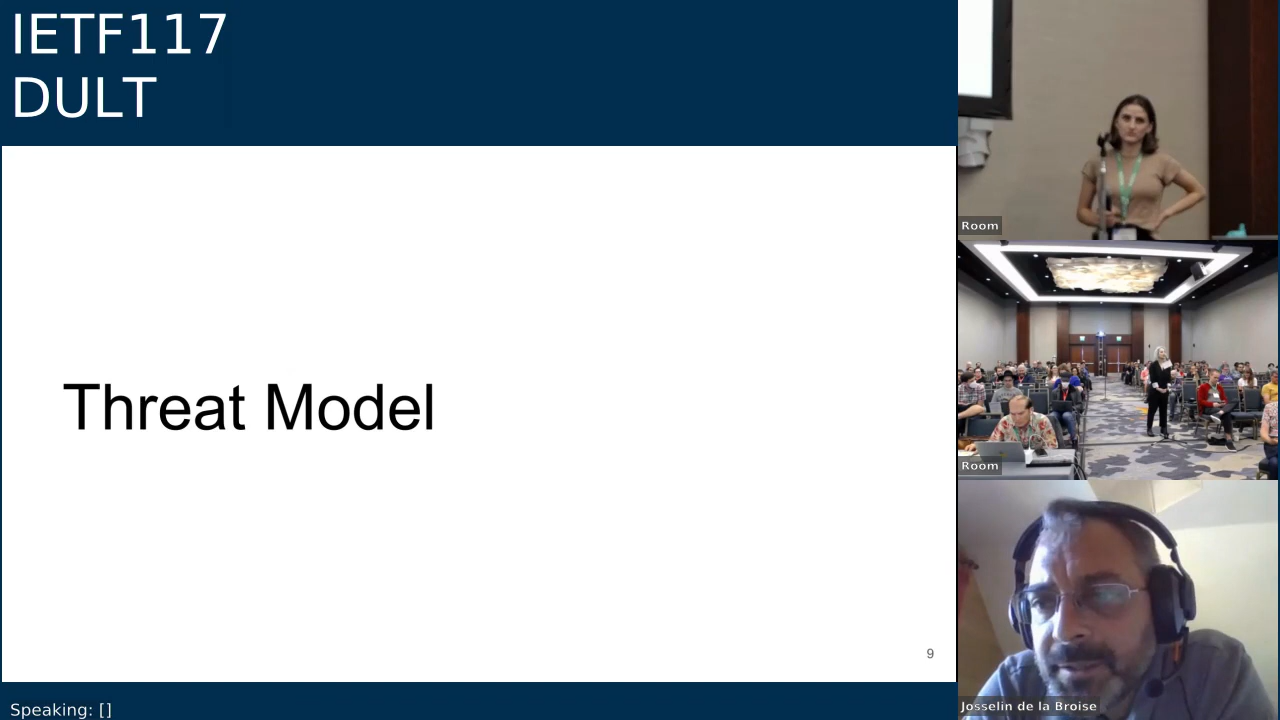 IETF117
DULT
Threat Model
9
Speaking: []
Room
Room
Josselin de la Broise